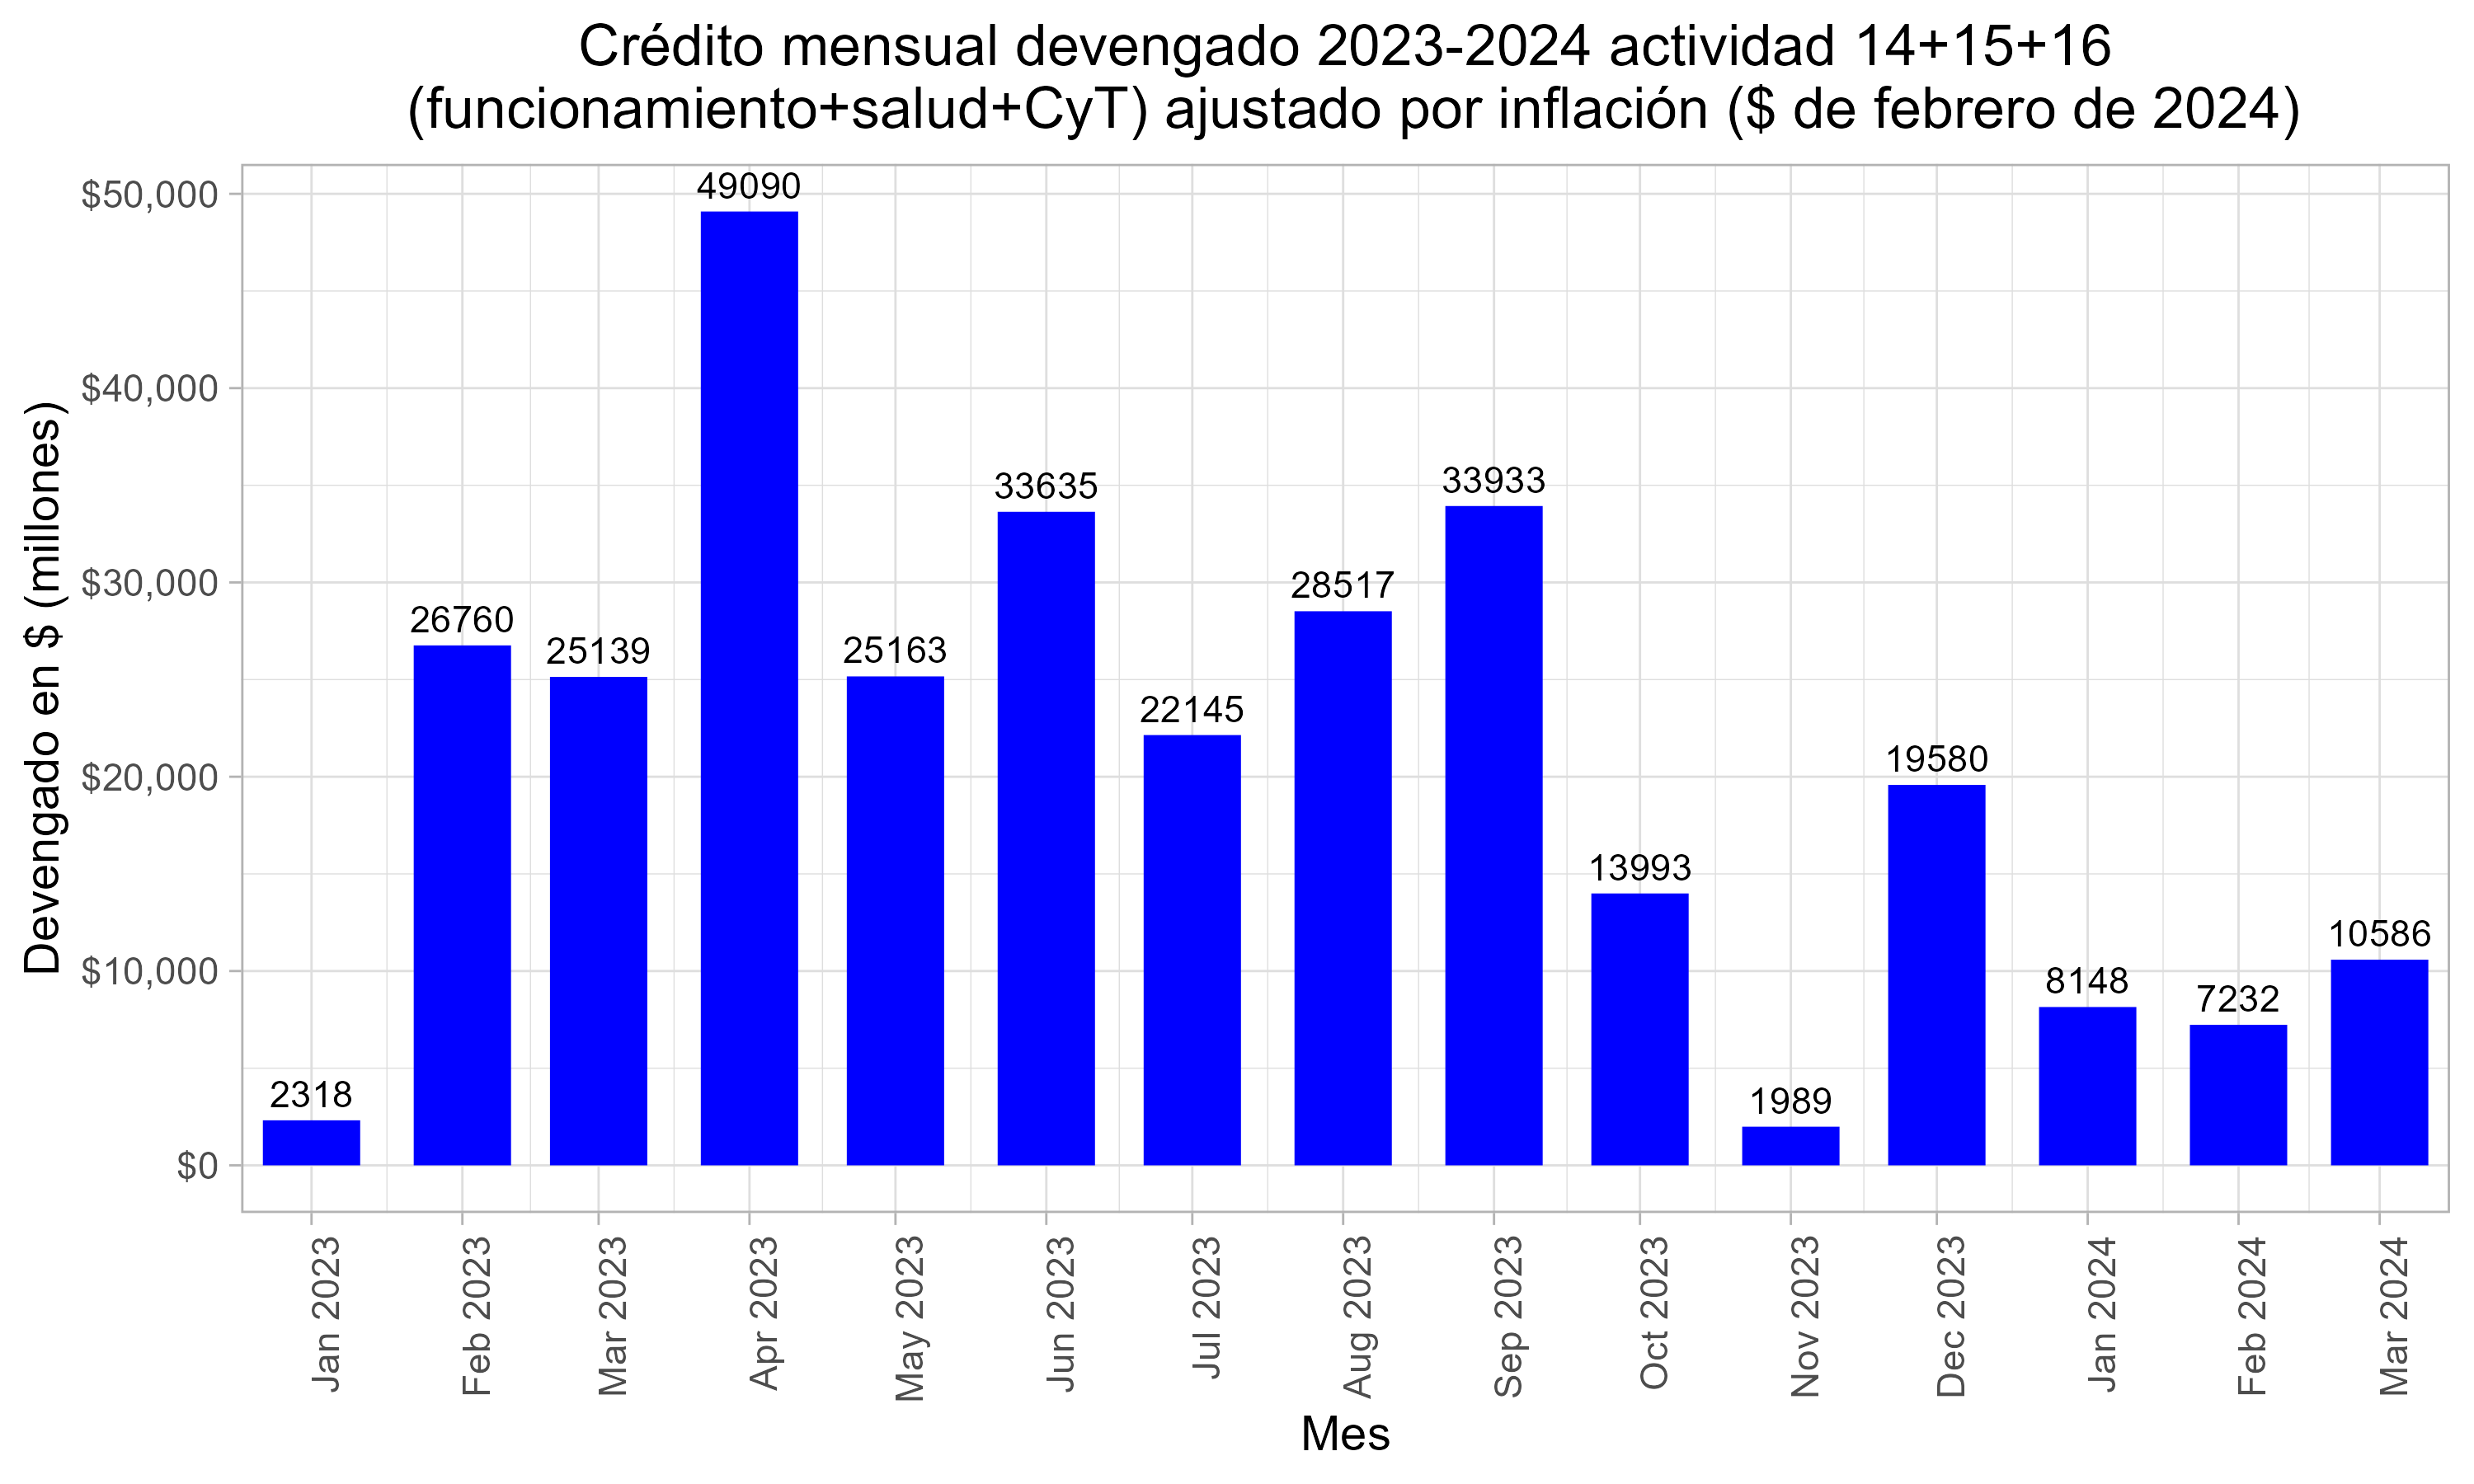 Crédito mensual devengado 2023-2024 actividad 14+15+16
(funcionamiento+salud+CyT) ajustado por inflación ($ de febrero de 2024)
Devengado en $ (millones)
$50,000
$40,000
$30,000
$20,000
$10,000
$0
2318
26760
25139
49090
25163
33635
22145
28517
33933
13993
1989
19580
8148
7232
10586
Jan 2023
Feb 2023
Mar 2023
Apr 2023
May 2023
Jun 2023
Jul 2023
Aug 2023
Sep 2023
Oct 2023
Nov 2023
Dec 2023
Jan 2024
Feb 2024
Mar 2024
Mes